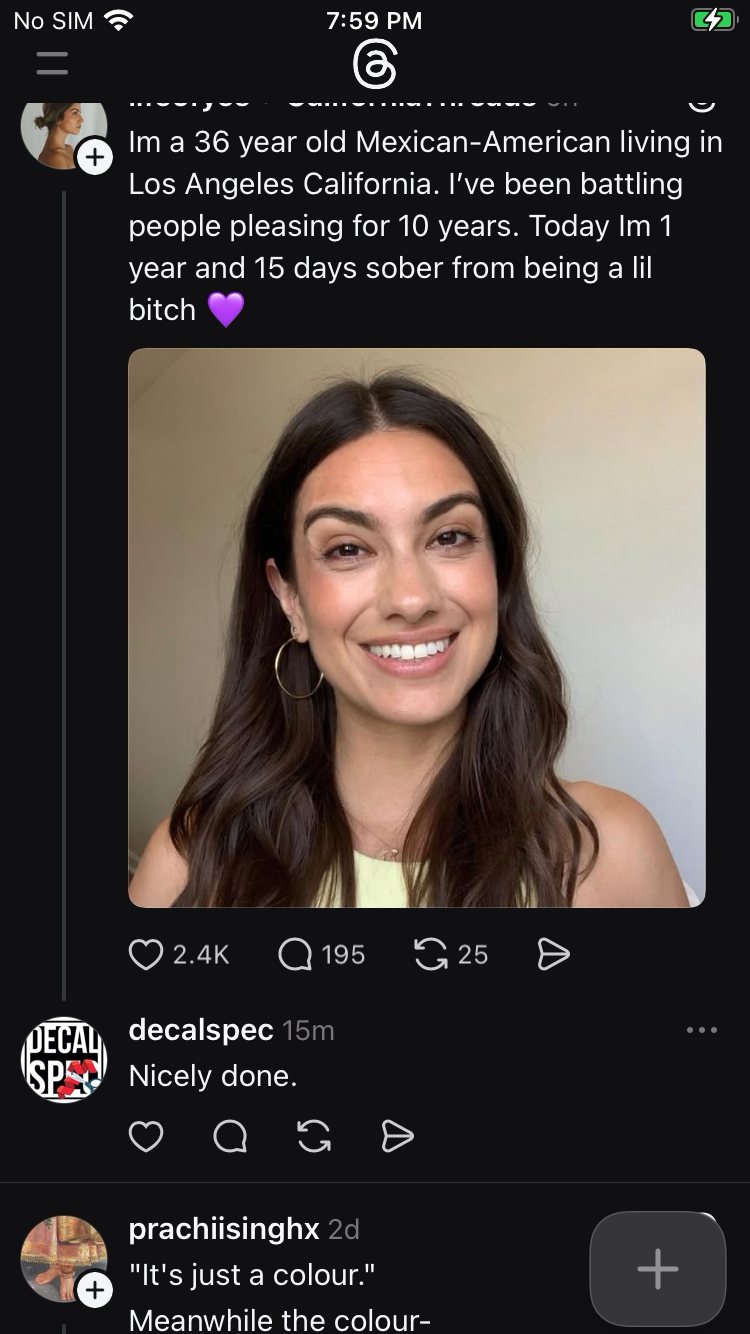 No SIM 7:59 PM
Im a 36 year old Mexican-American living in
Los Angeles California. I’ve been battling
people pleasing for 10 years. Today Im 1
year and 15 days sober from being a lil
bitch 💜
2.4K 195 25
DECAL
decalspec 15m
Nicely done.
prachiisinghx 2d
"It's just a colour."
Meanwhile the colour-